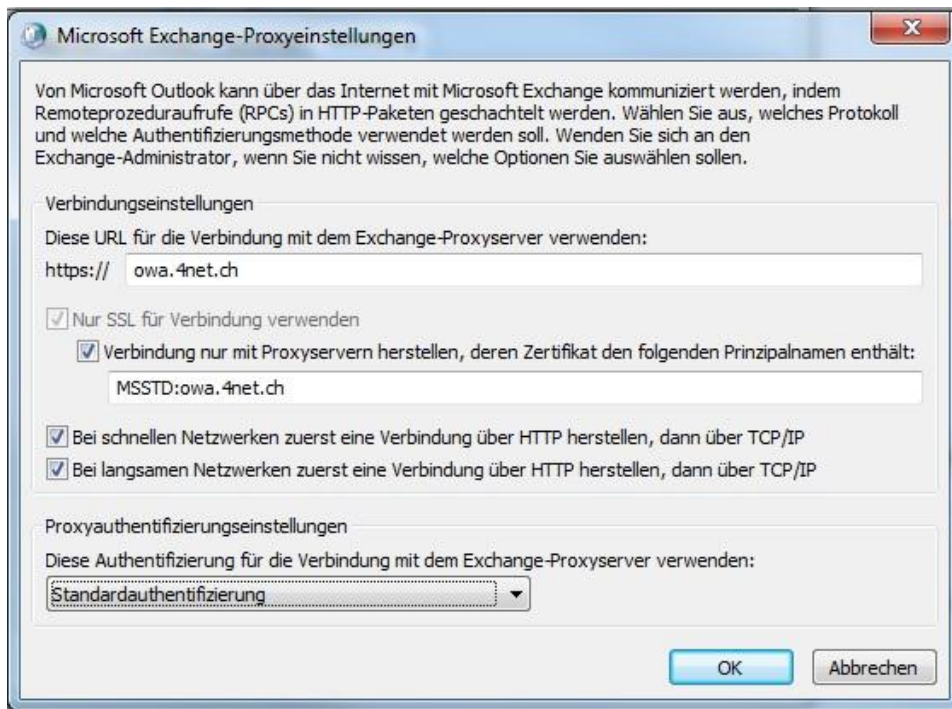 Microsoft Exchange-Proxyeinstellungen
Von Microsoft Outlook kann über das Internet mit Microsoft Exchange kommuniziert werden, indem
Remoteprozeduraufrufe (RPCs) in HTTP-Paketen geschachtelt werden. Wählen Sie aus, welches Protokoll
und welche Authentifizierungsmethode verwendet werden soll. Wenden Sie sich an den
Exchange-Administrator, wenn Sie nicht wissen, welche Optionen Sie auswählen sollen.
Verbindungseinstellungen
Diese URL für die Verbindung mit dem Exchange-Proxyserver verwenden:
https:// owa.4net.ch
Nur SSL für Verbindung verwenden
Verbindung nur mit Proxyservern herstellen, deren Zertifikat den folgenden Prinzipalnamen enthält:
MSSTD:owa.4net.ch
Bei schnellen Netzwerken zuerst eine Verbindung über HTTP herstellen, dann über TCP/IP
Bei langsamen Netzwerken zuerst eine Verbindung über HTTP herstellen, dann über TCP/IP
Proxyauthentifizierungseinstellungen
Diese Authentifizierung für die Verbindung mit dem Exchange-Proxyserver verwenden:
Standardauthentifizierung
OK Abbrechen